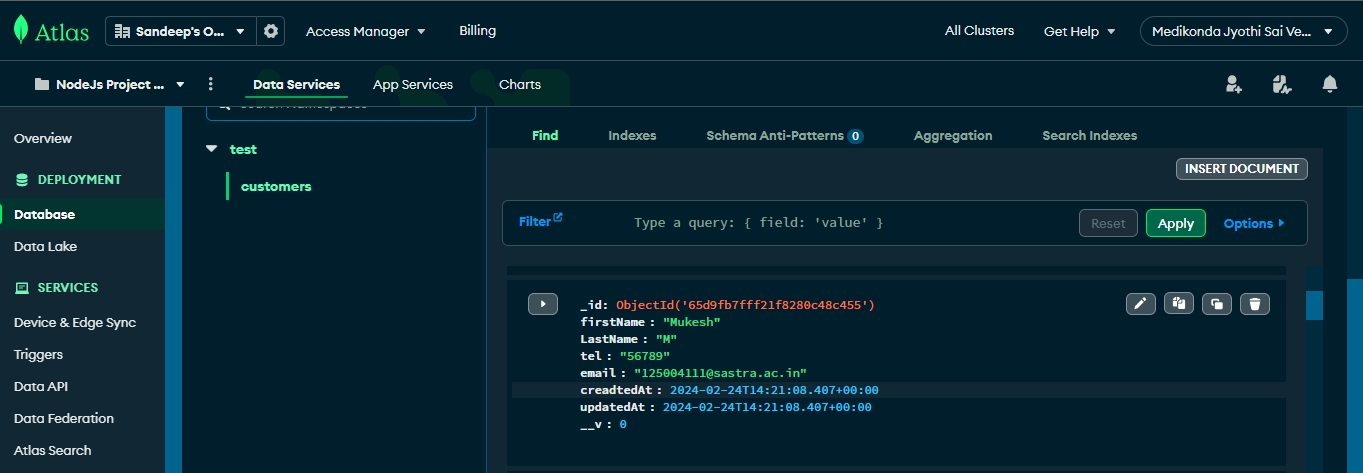 Atlas
Sandeep's O...
Access Manager
Billing
All Clusters
Get Help
Medikonda Jyothi Sai Ve...
NodeJs Project ...
Data Services
App Services
Charts
Overview
DEPLOYMENT
Database
Data Lake
SERVICES
Device & Edge Sync
Triggers
Data API
Data Federation
Atlas Search
Search Namespaces
test
customers
Find
Indexes
Schema Anti-Patterns 0
Aggregation
Search Indexes
INSERT DOCUMENT
Filter
Type a query: { field: 'value' }
Reset
Apply
Options
_id: ObjectId('65d9fb7fff21f8280c48c455')
firstName : "Mukesh"
LastName : "M"
tel : "56789"
email : "125004111@sastra.ac.in"
creadtedAt : 2024-02-24T14:21:08.407+00:00
updatedAt : 2024-02-24T14:21:08.407+00:00
__v : 0